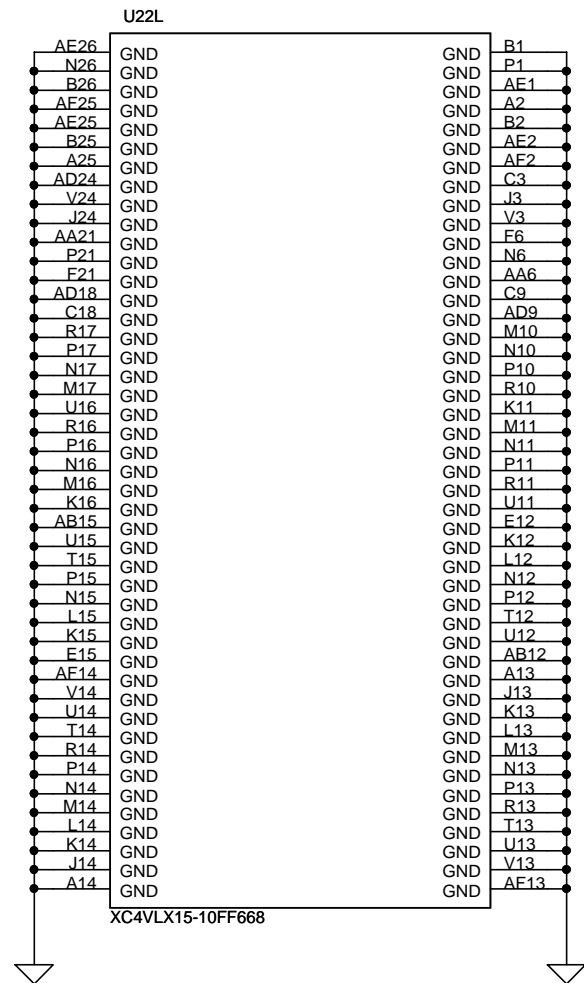 U22L
AE26 GND GND B1
N26 GND GND P1
B26 GND GND AE1
AF25 GND GND A2
AE25 GND GND B2
B25 GND GND AE2
A25 GND GND AF2
AD24 GND GND C3
V24 GND GND J3
J24 GND GND V3
AA21 GND GND F6
P21 GND GND N6
F21 GND GND AA6
AD18 GND GND C9
C18 GND GND AD9
R17 GND GND M10
P17 GND GND N10
N17 GND GND P10
M17 GND GND R10
U16 GND GND K11
R16 GND GND M11
P16 GND GND N11
N16 GND GND P11
M16 GND GND R11
K16 GND GND U11
AB15 GND GND E12
U15 GND GND K12
T15 GND GND L12
P15 GND GND N12
N15 GND GND P12
L15 GND GND T12
K15 GND GND U12
E15 GND GND AB12
AF14 GND GND A13
V14 GND GND J13
U14 GND GND K13
T14 GND GND L13
R14 GND GND M13
P14 GND GND N13
N14 GND GND P13
M14 GND GND R13
L14 GND GND T13
K14 GND GND U13
J14 GND GND V13
A14 GND GND AF13
XC4VLX15-10FF668